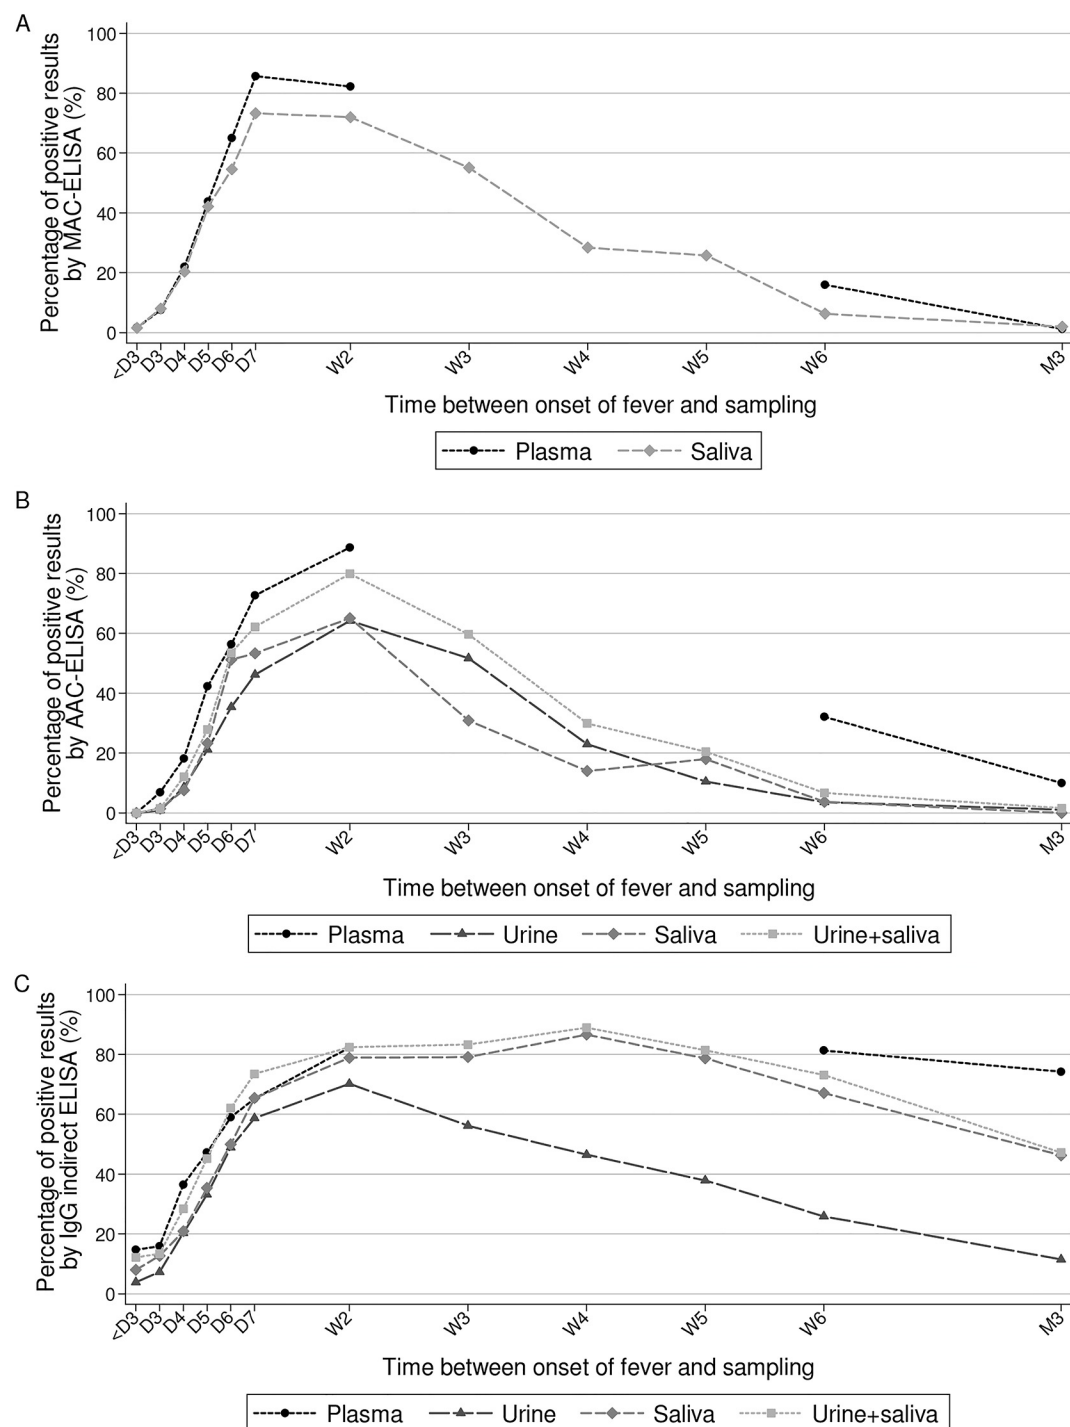 A
Percentage of positive results
by MAC-ELISA (%)
100
80
60
40
20
0
<D3 D3 D4 D5 D6 D7 W2 W3 W4 W5 W6 M3
Time between onset of fever and sampling
Plasma Saliva
B
Percentage of positive results
by AAC-ELISA (%)
100
80
60
40
20
0
<D3 D3 D4 D5 D6 D7 W2 W3 W4 W5 W6 M3
Time between onset of fever and sampling
Plasma Urine Saliva Urine+saliva
C
Percentage of positive results
by IgG indirect ELISA (%)
100
80
60
40
20
0
<D3 D3 D4 D5 D6 D7 W2 W3 W4 W5 W6 M3
Time between onset of fever and sampling
Plasma Urine Saliva Urine+saliva